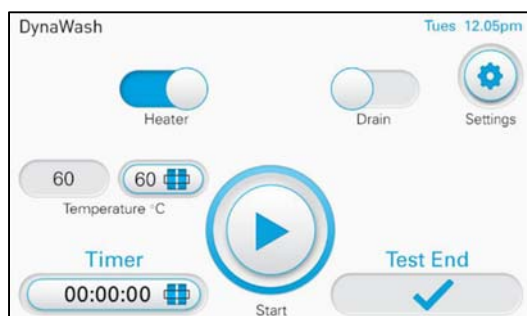 DynaWash
Tues 12.05pm
Heater
Drain
Settings
60
60
Temperature °C
Timer
Test End
00:00:00
Start